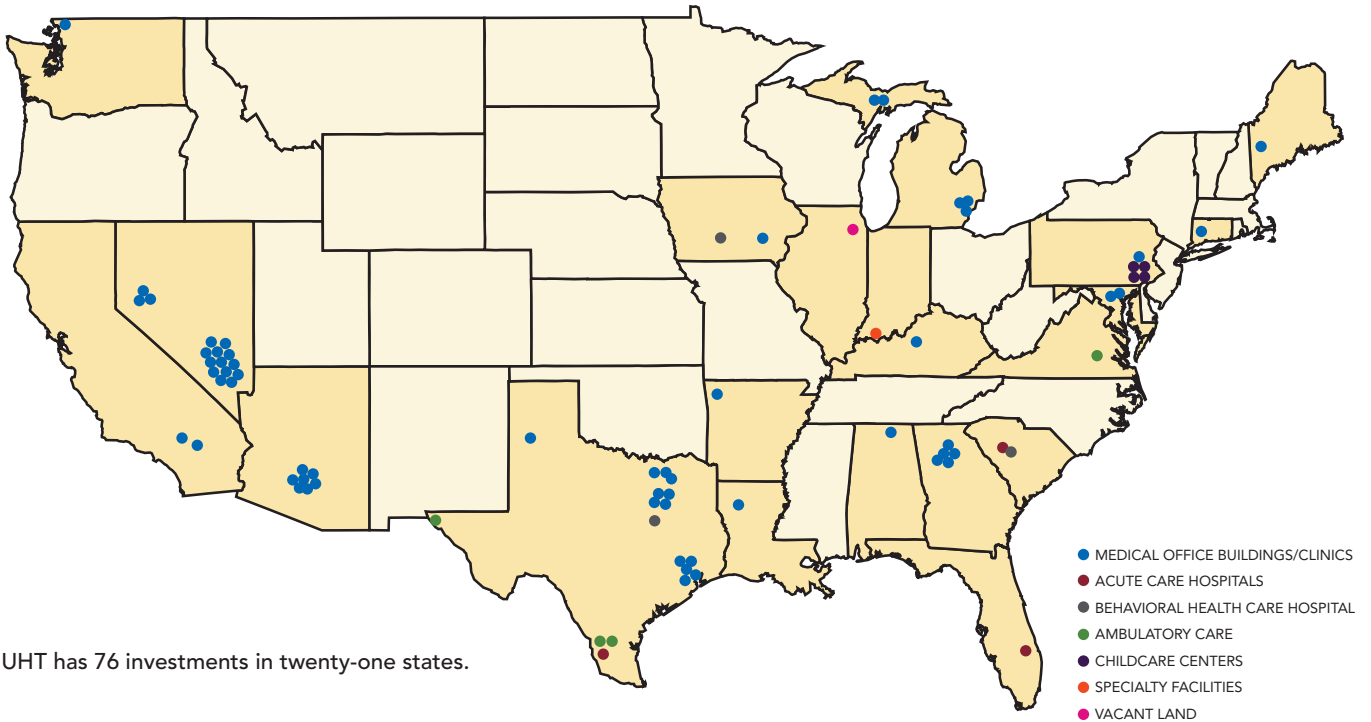 MEDICAL OFFICE BUILDINGS/CLINICS
ACUTE CARE HOSPITALS
BEHAVIORAL HEALTH CARE HOSPITAL
AMBULATORY CARE
CHILDCARE CENTERS
SPECIALTY FACILITIES
VACANT LAND
UHT has 76 investments in twenty-one states.